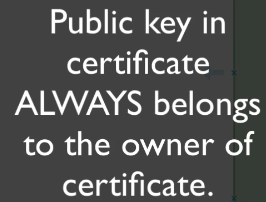 Public key in
certificate
ALWAYS belongs
to the owner of
certificate.